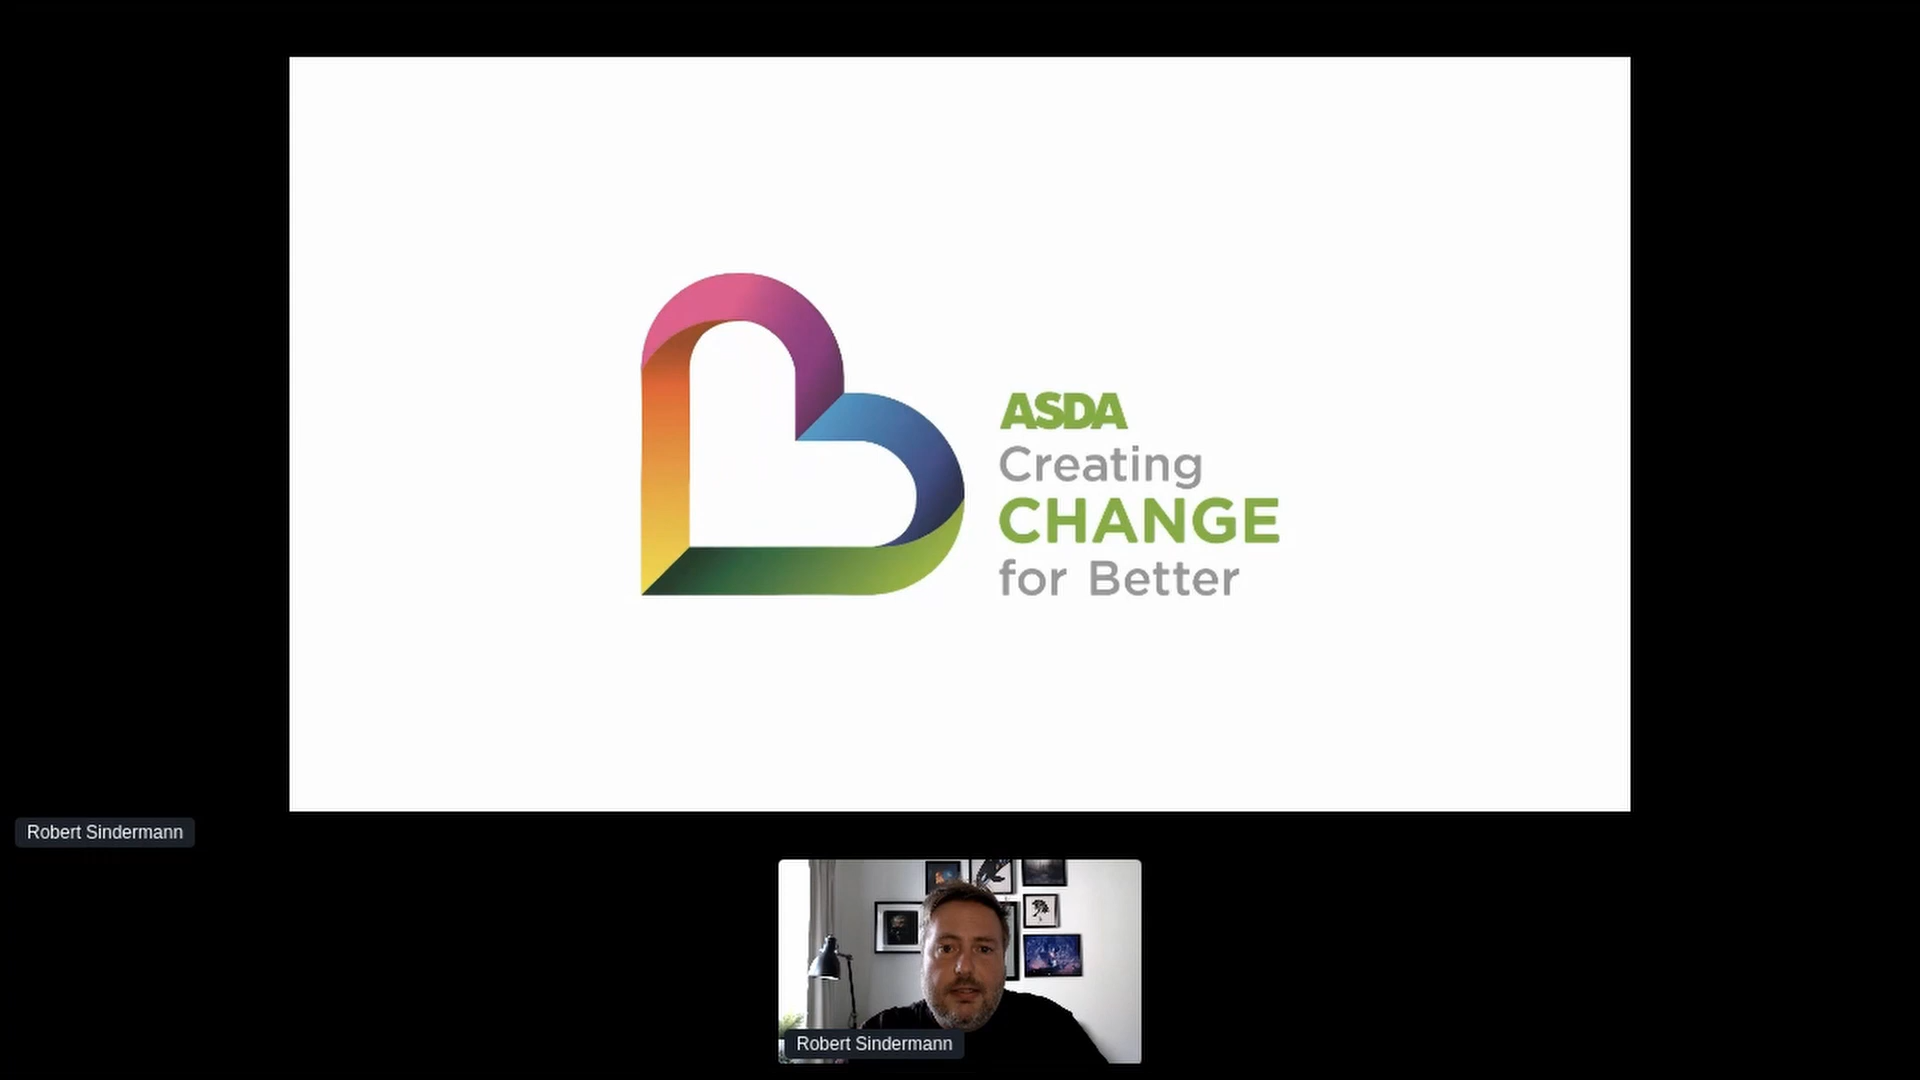 ASDA
Creating
CHANGE
for Better
Robert Sindermann
Robert Sindermann